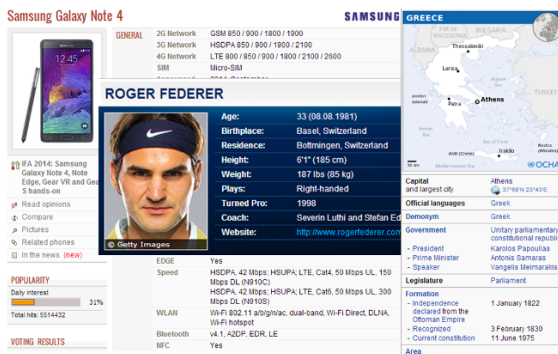 Samsung Galaxy Note 4
SAMSUNG
GENERAL
2G Network GSM 850 / 900 / 1800 / 1900
3G Network HSDPA 850 / 900 / 1900 / 2100
4G Network LTE 800 / 850 / 900 / 1800 / 2100 / 2600
SIM Micro-SIM
IFA 2014: Samsung
Galaxy Note 4, Note
Edge, Gear VR and Gea
S hands-on
Read opinions
Compare
Pictures
Related phones
In the news (new)
POPULARITY
Daily interest
31%
Total hits: 5514432
VOTING RESULTS
ROGER FEDERER
Age: 33 (08.08.1981)
Birthplace: Basel, Switzerland
Residence: Bottmingen, Switzerland
Height: 6'1" (185 cm)
Weight: 187 lbs (85 kg)
Plays: Right-handed
Turned Pro: 1998
Coach: Severin Luthi and Stefan Ed
Website: http://www.rogerfederer.com
© Getty Images
EDGE Yes
Speed HSDPA, 42 Mbps; HSUPA; LTE, Cat4, 50 Mbps UL, 150
Mbps DL (N910C)
HSDPA, 42 Mbps; HSUPA; LTE, Cat6, 50 Mbps UL, 300
Mbps DL (N910S)
WLAN Wi-Fi 802.11 a/b/g/n/ac, dual-band, Wi-Fi Direct, DLNA,
Wi-Fi hotspot
Bluetooth v4.1, A2DP, EDR, LE
NFC Yes
GREECE
BULGARIA
MACEDONIA
ALBANIA
Thessaloniki
Larisa
TURKEY
Patra
Athens
Iraklio
Mediterranean Sea
OCHA
Capital Athens
and largest city 37°58′N 23°43′E
Official languages Greek
Demonym Greek
Government Unitary parliamentary
constitutional republi
- President Karolos Papoulias
- Prime Minister Antonis Samaras
- Speaker Vangelis Meimarakis
Legislature Parliament
Formation
- Independence 1 January 1822
declared from the
Ottoman Empire
- Recognized 3 February 1830
- Current constitution 11 June 1975
Area